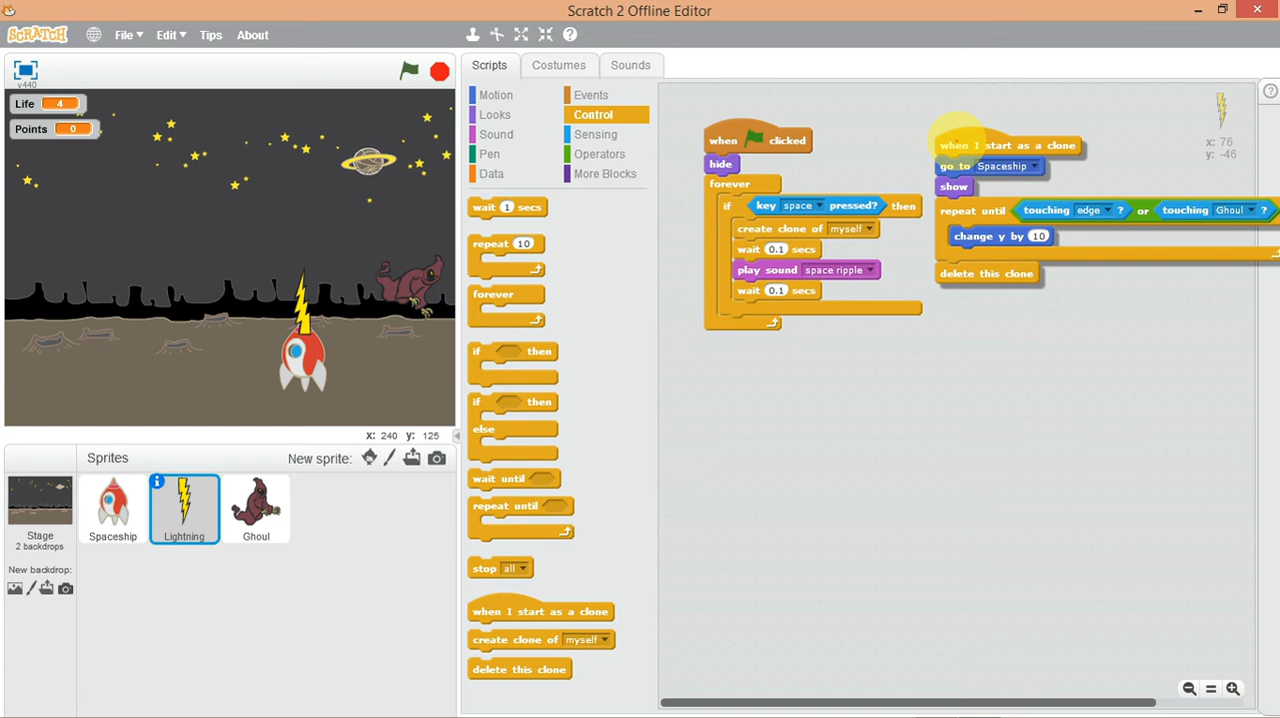 Scratch 2 Offline Editor
SCRATCH File Edit Tips About
Scripts Costumes Sounds
v440
Life 4
Points 0
Motion Events
Looks Control
Sound Sensing
Pen Operators
Data More Blocks
wait 1 secs
repeat 10
forever
if then
if then
else
wait until
repeat until
stop all
when I start as a clone
create clone of myself
delete this clone
when clicked
hide
forever
if key space pressed? then
create clone of myself
wait 0.1 secs
play sound space ripple
wait 0.1 secs
when I start as a clone
go to Spaceship
show
repeat until touching edge ? or touching Ghoul ?
change y by 10
delete this clone
x: 76
y: -46
x: 240 y: 125
Sprites New sprite:
Stage
2 backdrops
New backdrop:
Spaceship
Lightning
Ghoul